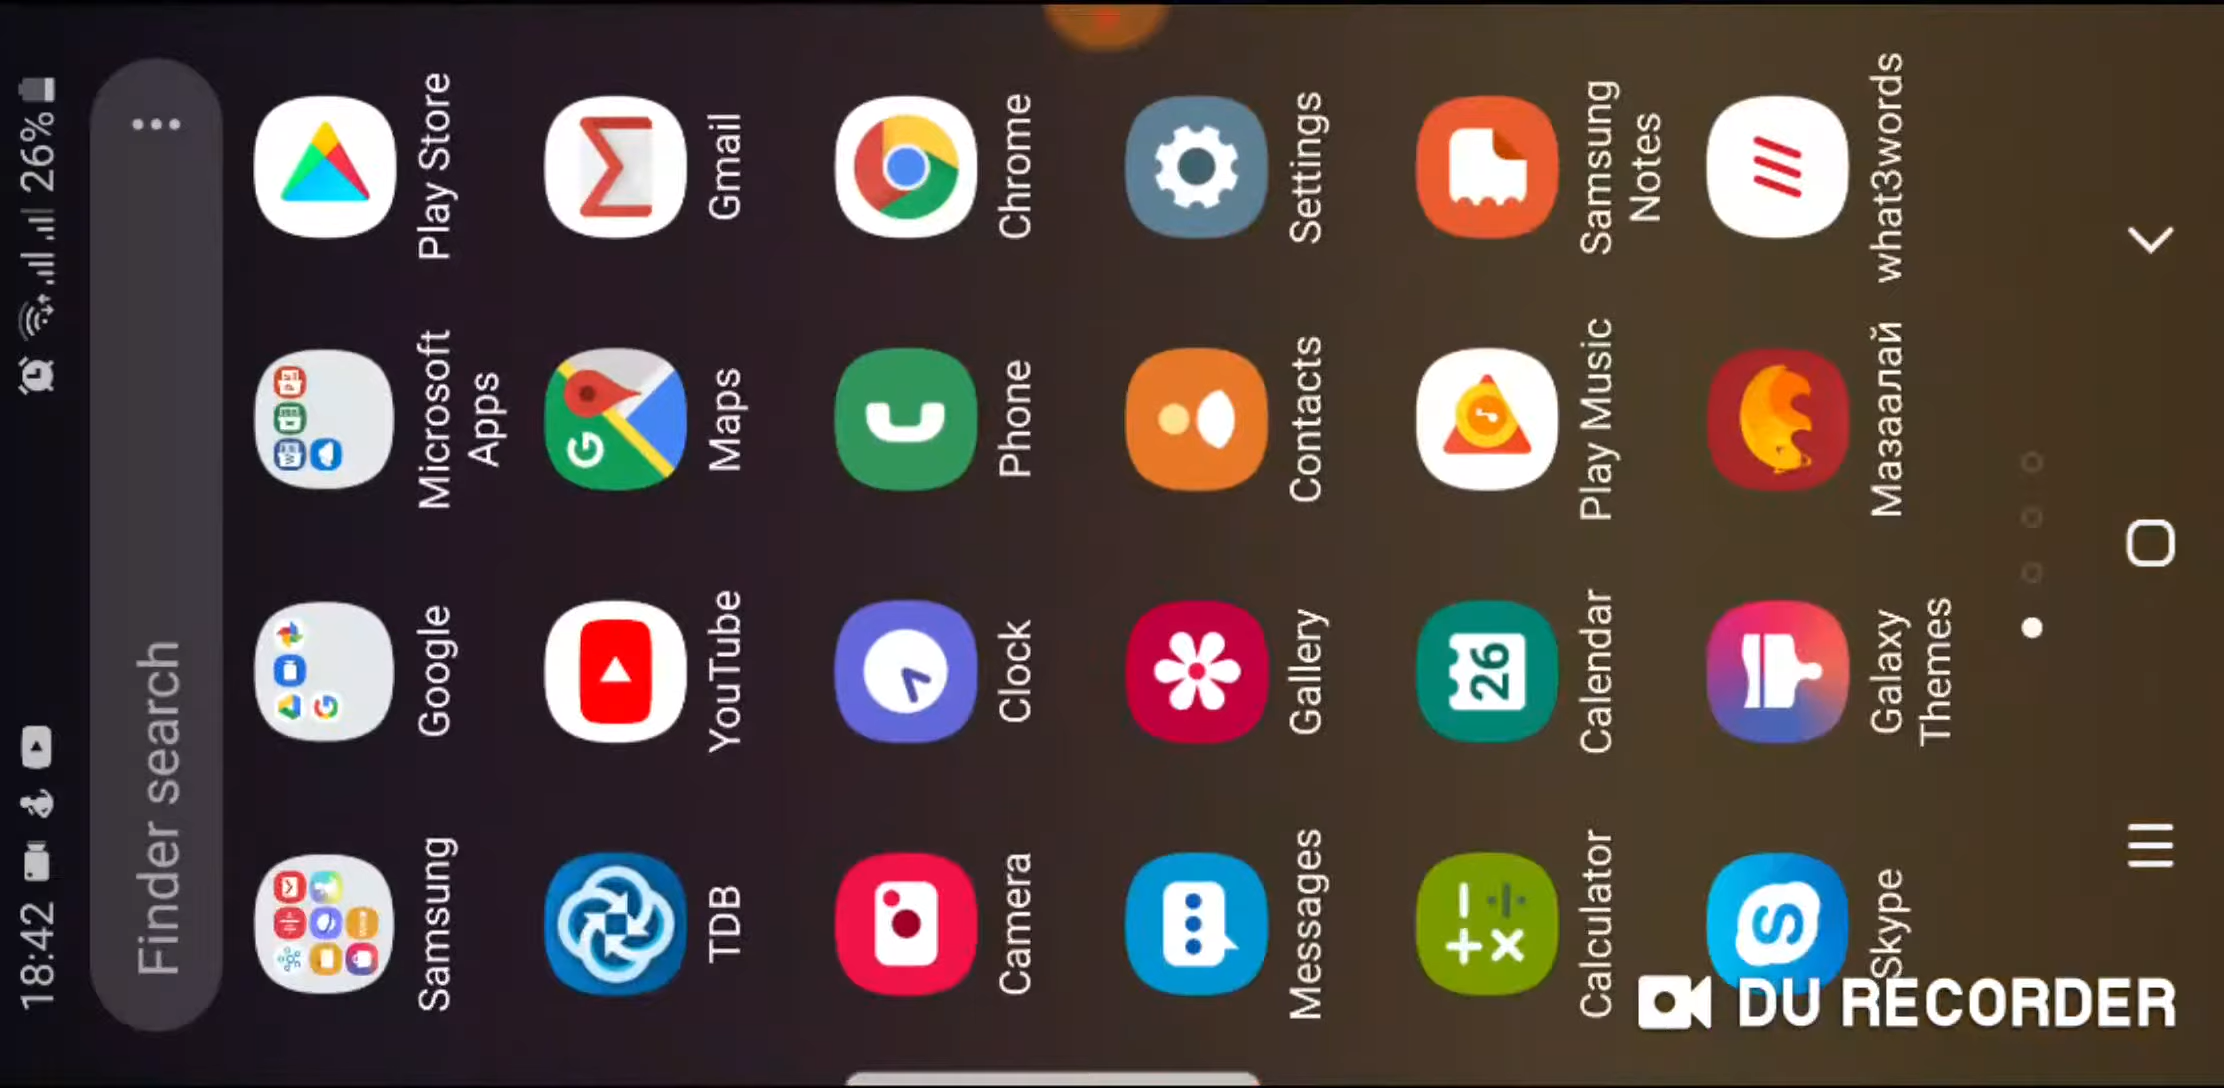 18:42
26%
Finder search
Samsung
Google
Microsoft
Apps
Play Store
TDB
YouTube
G
Maps
Gmail
Camera
Clock
Phone
Chrome
Messages
Gallery
Contacts
Settings
Calculator
26
Calendar
Play Music
Samsung
Notes
S
Skype
Galaxy
Themes
Мазаалай
what3words
DU RECORDER